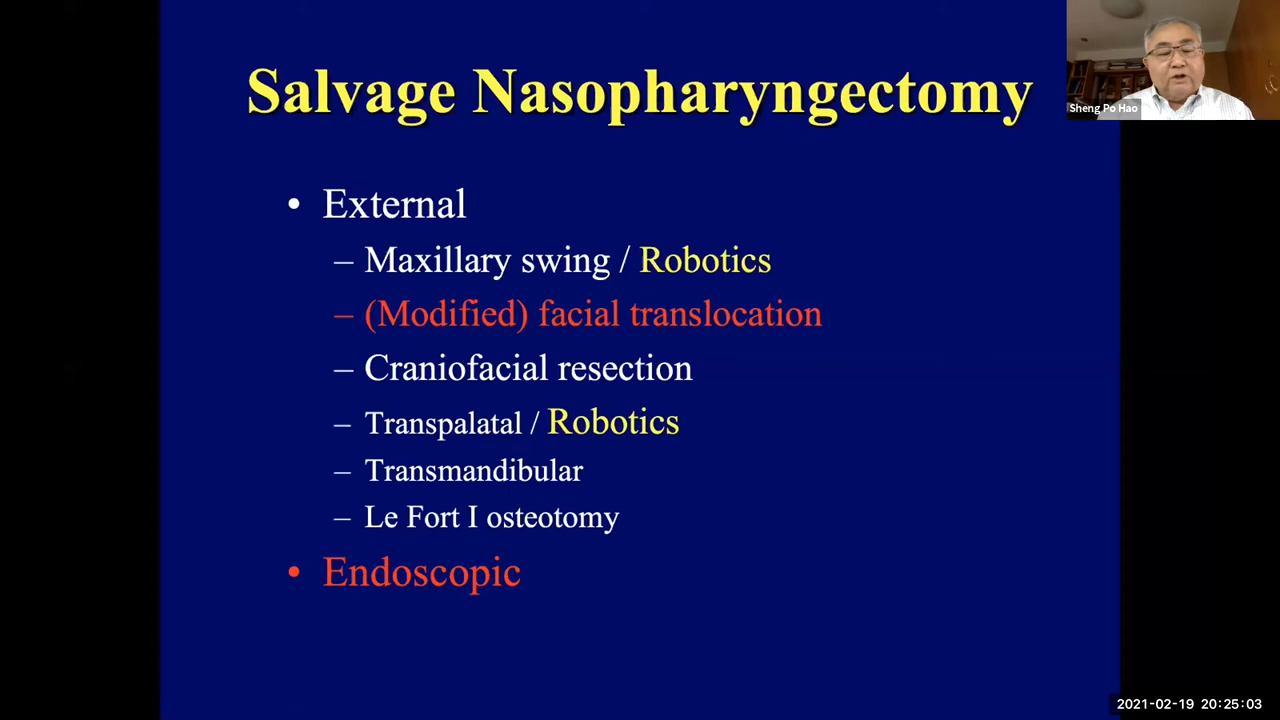 Salvage Nasopharyngectomy
Sheng Po Hao
• External
– Maxillary swing / Robotics
– (Modified) facial translocation
– Craniofacial resection
– Transpalatal / Robotics
– Transmandibular
– Le Fort I osteotomy
• Endoscopic
2021-02-19 20:25:03